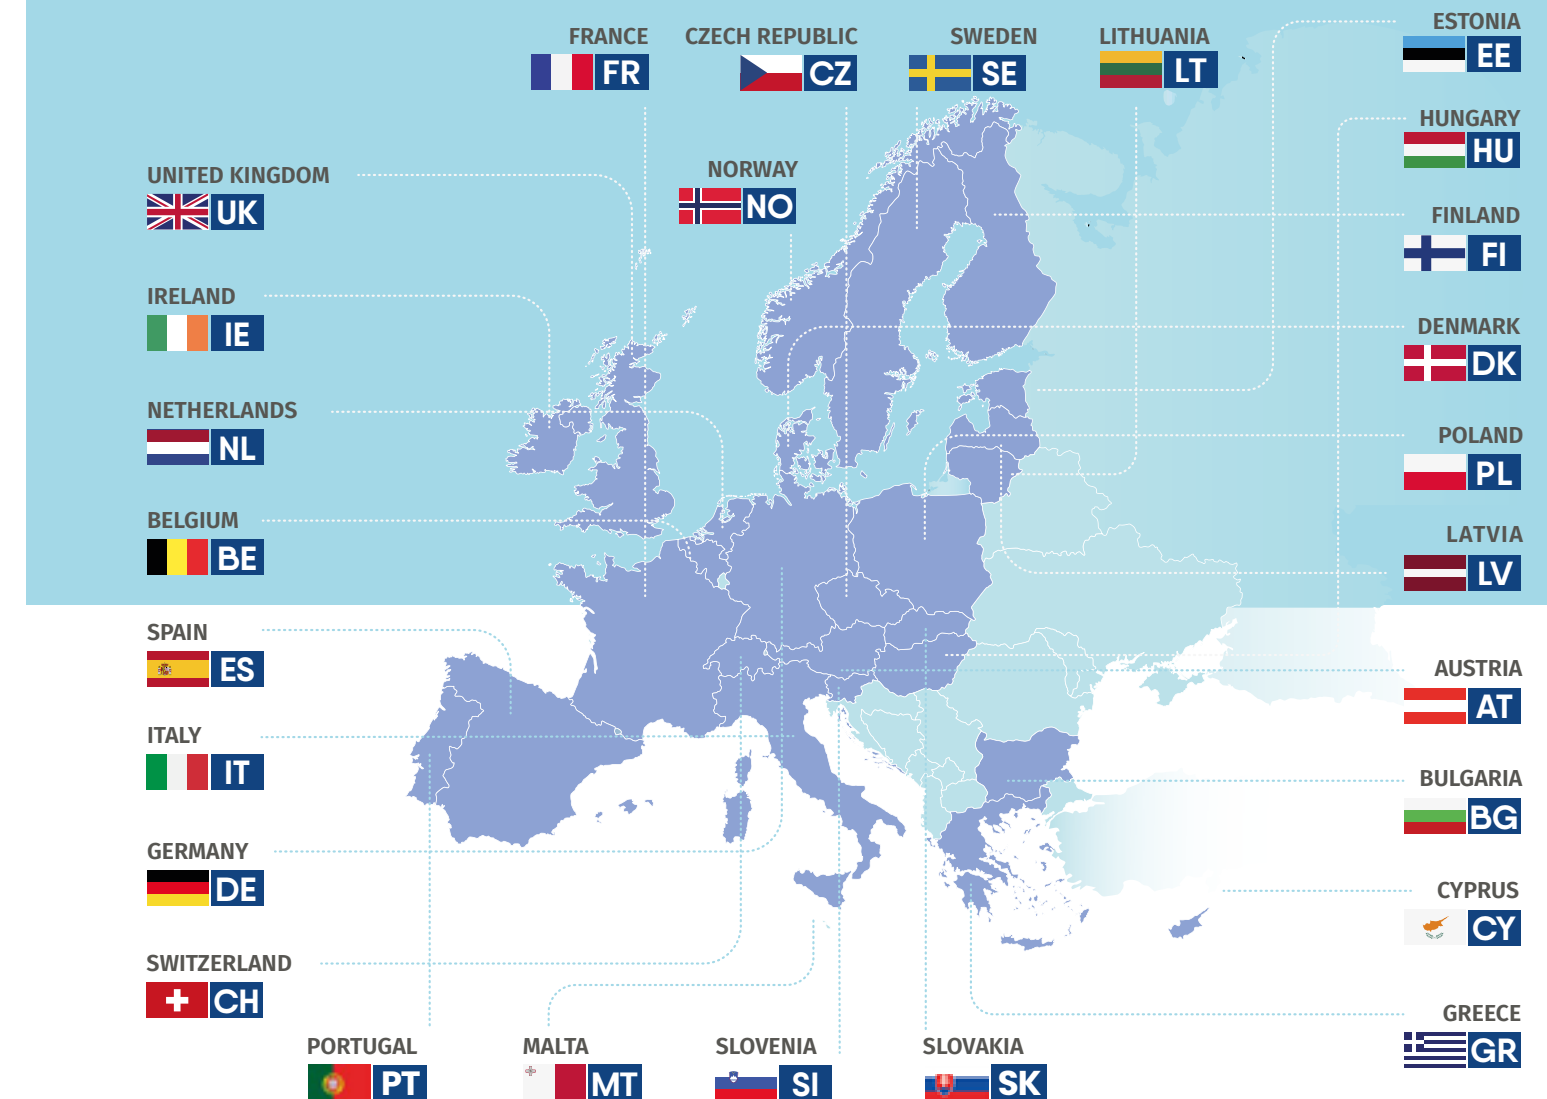 FRANCE
FR
CZECH REPUBLIC
CZ
SWEDEN
SE
LITHUANIA
LT
ESTONIA
EE
HUNGARY
HU
UNITED KINGDOM
UK
NORWAY
NO
FINLAND
FI
IRELAND
IE
DENMARK
DK
NETHERLANDS
NL
POLAND
PL
BELGIUM
BE
LATVIA
LV
SPAIN
ES
AUSTRIA
AT
ITALY
IT
BULGARIA
BG
GERMANY
DE
CYPRUS
CY
SWITZERLAND
CH
GREECE
GR
PORTUGAL
PT
MALTA
MT
SLOVENIA
SI
SLOVAKIA
SK